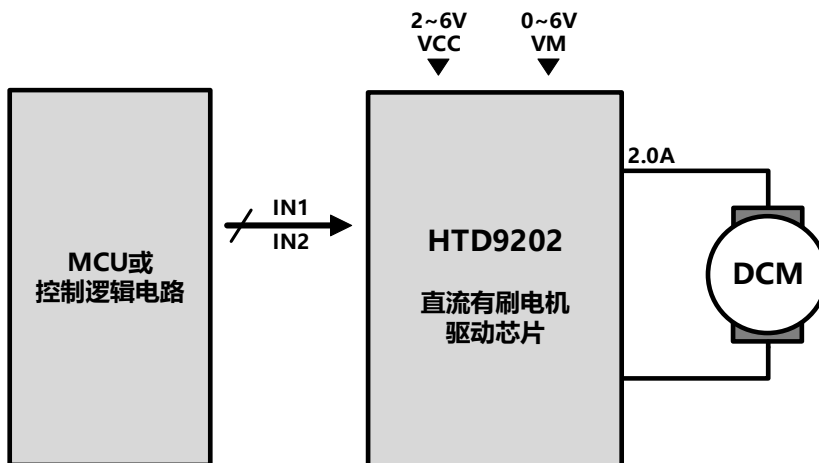 2~6V
VCC
0~6V
VM
MCU或
控制逻辑电路
IN1
IN2
HTD9202
直流有刷电机
驱动芯片
2.0A
DCM